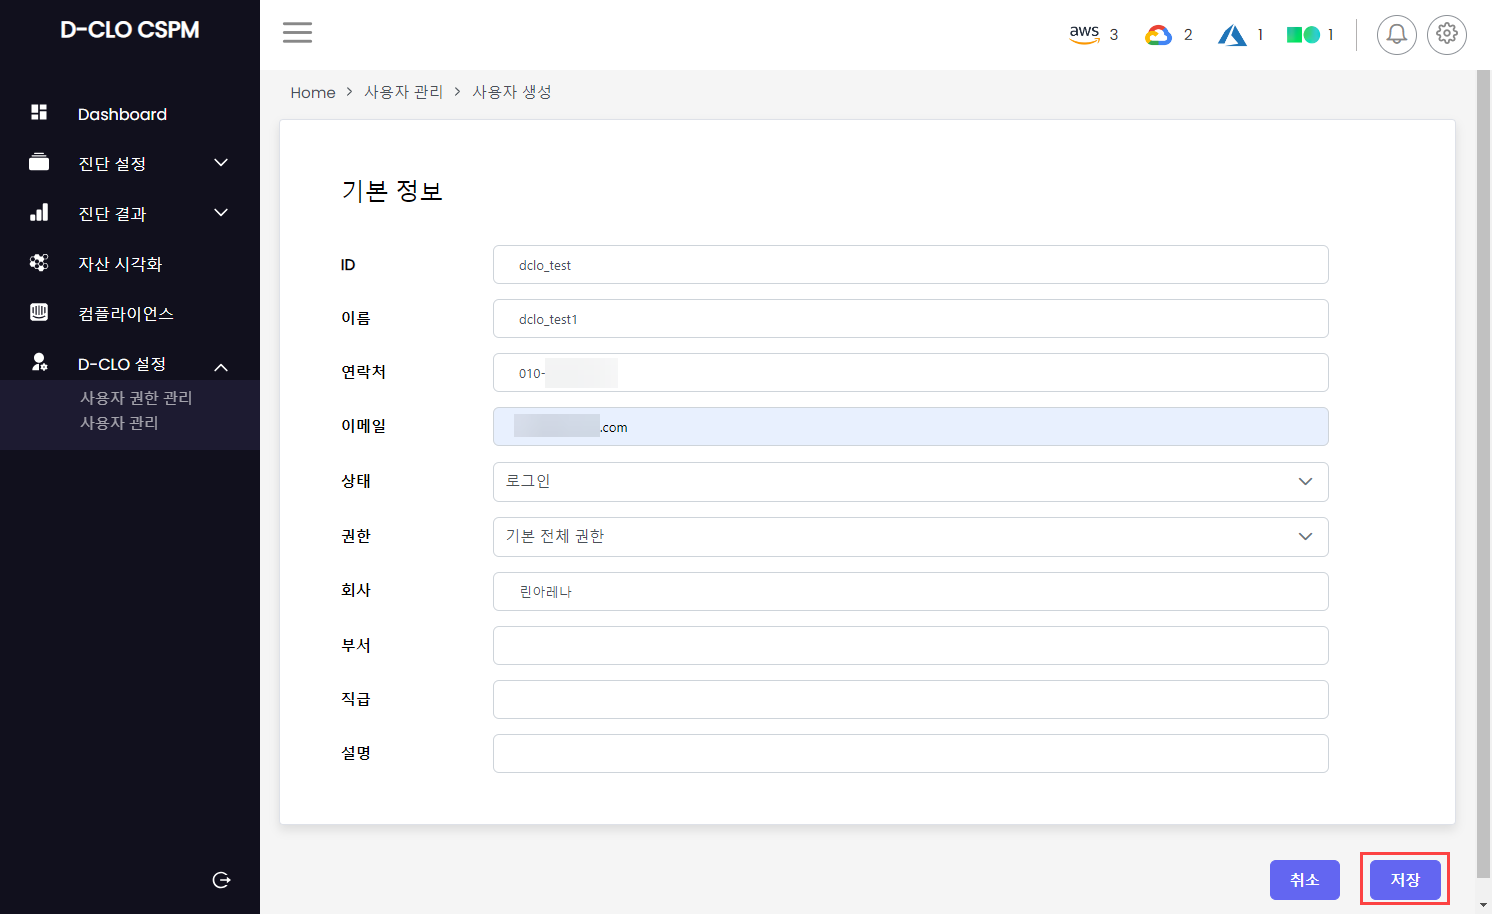 D-CLO CSPM
Dashboard
진단 설정
진단 결과
자산 시각화
컴플라이언스
D-CLO 설정
사용자 권한 관리
사용자 관리
aws 3 2 1 1
Home > 사용자 관리 > 사용자 생성
기본 정보
ID dclo_test
이름 dclo_test1
연락처 010-
이메일 .com
상태 로그인
권한 기본 전체 권한
회사 린아레나
부서
직급
설명
취소 저장